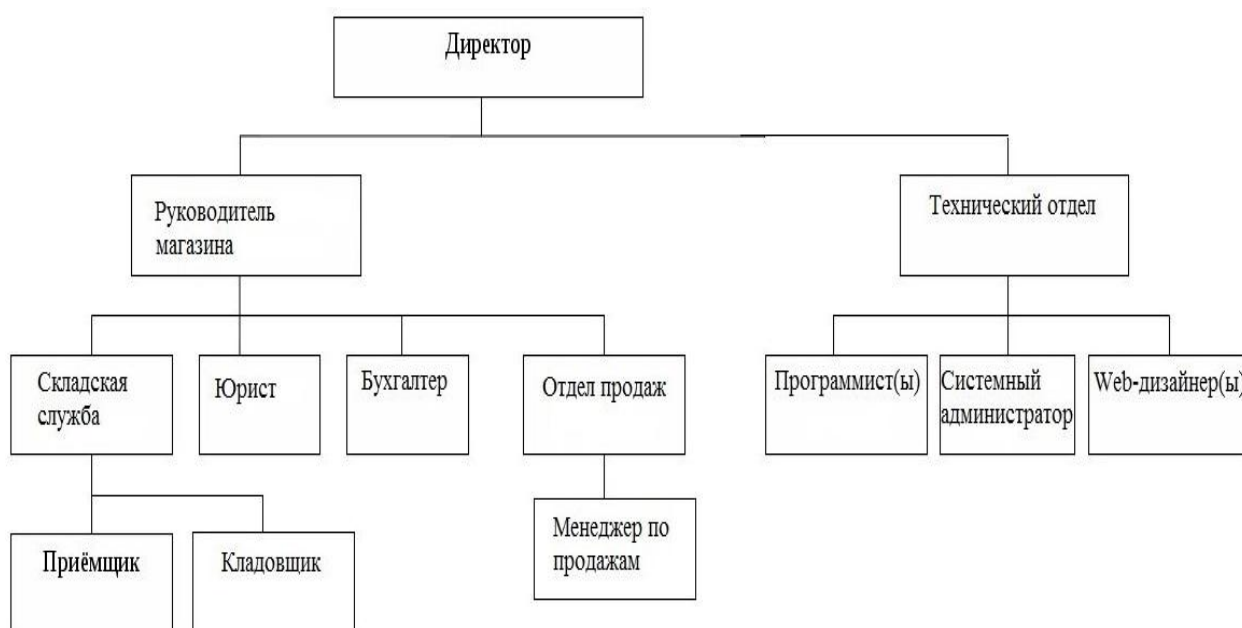 Директор
Руководитель
магазина
Технический отдел
Складская
служба
Юрист
Бухгалтер
Отдел продаж
Программист(ы)
Системный
администратор
Web-дизайнер(ы)
Приёмщик
Кладовщик
Менеджер по
продажам